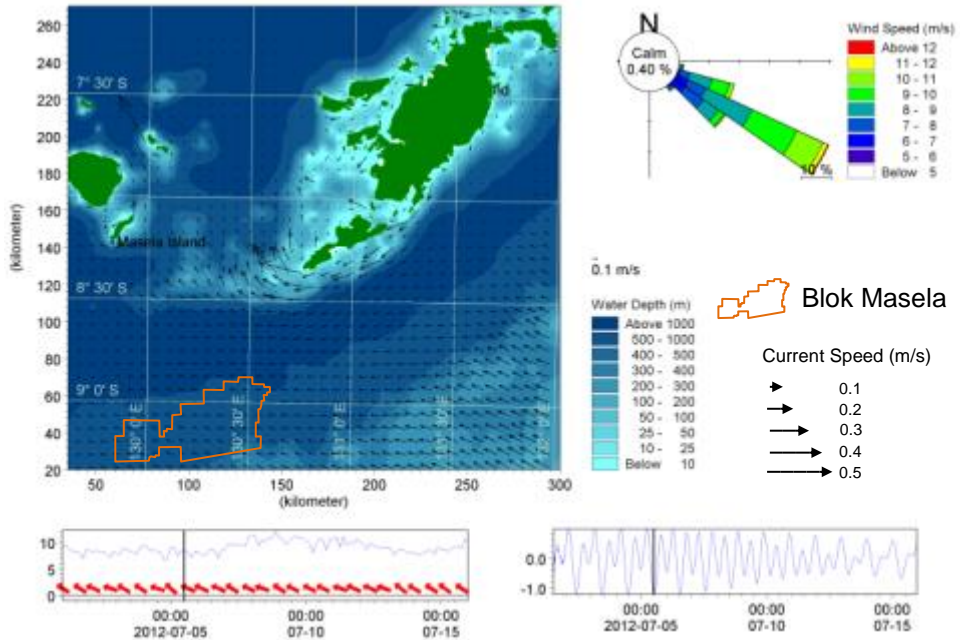 260
240
220
200
180
160
140
120
100
80
60
40
20
(kilometer)
7° 30' S
8° 30' S
9° 0' S
Masela Island
130° 0' E
130° 30' E
131° 0' E
131° 30' E
132° 0' E
50 100 150 200 250 300
(kilometer)
N
Calm
0.40 %
10 %
Wind Speed (m/s)
Above 12
11 - 12
10 - 11
9 - 10
8 - 9
7 - 8
6 - 7
5 - 6
Below 5
0.1 m/s
Water Depth (m)
Above 1000
500 - 1000
400 - 500
300 - 400
200 - 300
100 - 200
50 - 100
25 - 50
10 - 25
Below 10
Blok Masela
Current Speed (m/s)
0.1
0.2
0.3
0.4
0.5
10
5
0
00:00 00:00 00:00
2012-07-05 07-10 07-15
0.0
-1.0
00:00 00:00 00:00
2012-07-05 07-10 07-15